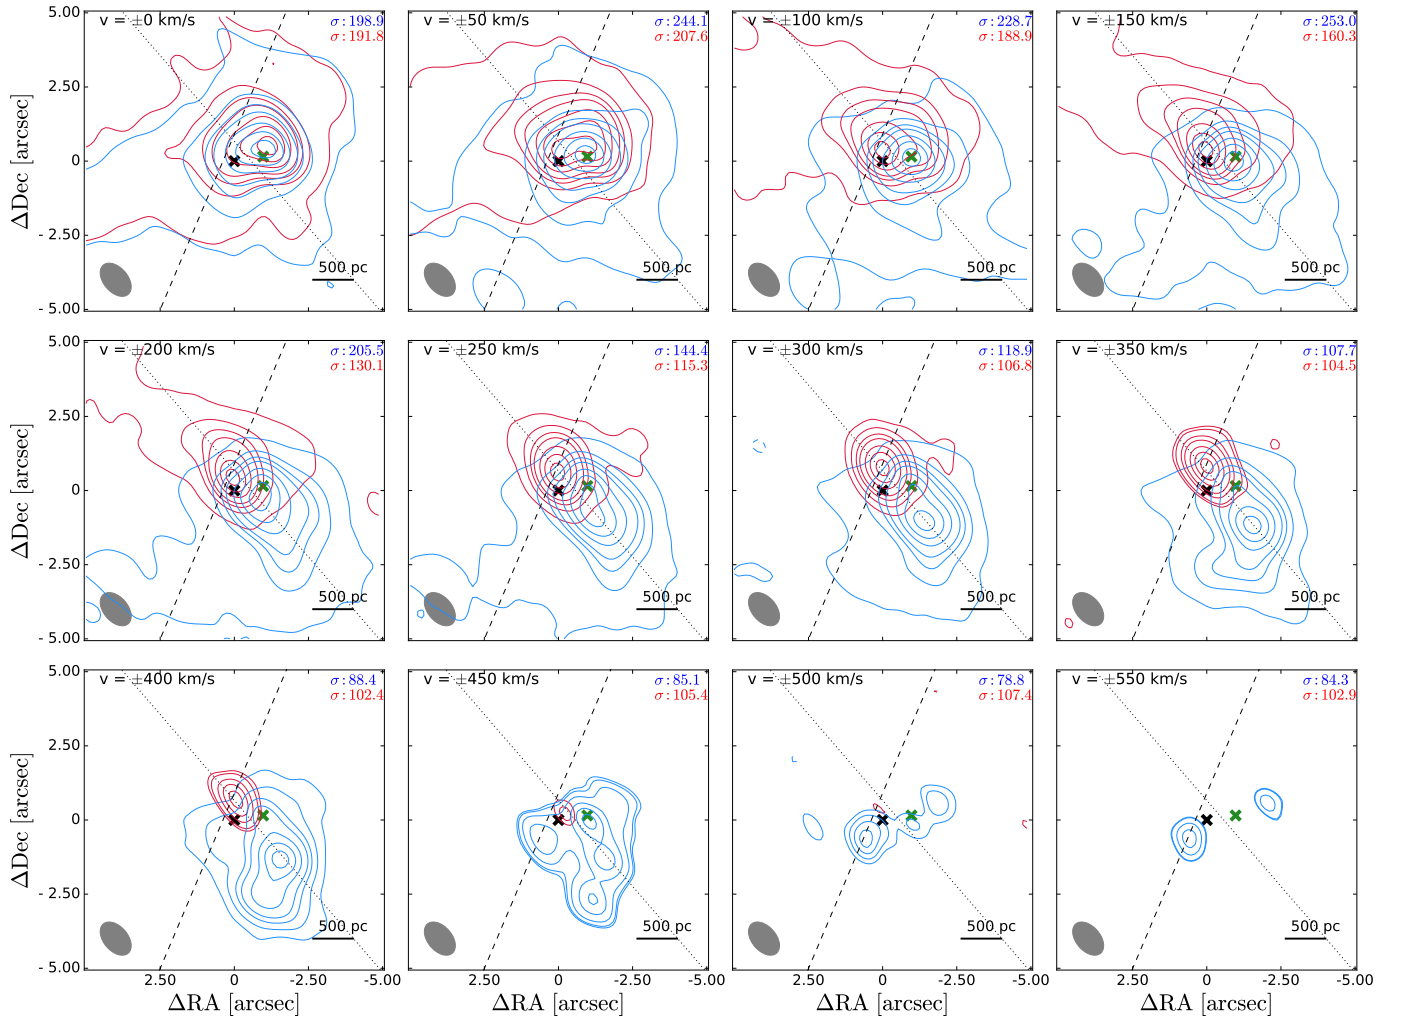 5.00 v = ±0 km/s σ : 198.9
σ : 191.8
v = ±50 km/s σ : 244.1
σ : 207.6
v = ±100 km/s σ : 228.7
σ : 188.9
v = ±150 km/s σ : 253.0
σ : 160.3
2.50
0
- 2.50
- 5.00
ΔDec [arcsec]
500 pc 500 pc 500 pc 500 pc
5.00 v = ±200 km/s σ : 205.5
σ : 130.1
v = ±250 km/s σ : 144.4
σ : 115.3
v = ±300 km/s σ : 118.9
σ : 106.8
v = ±350 km/s σ : 107.7
σ : 104.5
2.50
0
- 2.50
- 5.00
ΔDec [arcsec]
500 pc 500 pc 500 pc 500 pc
5.00 v = ±400 km/s σ : 88.4
σ : 102.4
v = ±450 km/s σ : 85.1
σ : 105.4
v = ±500 km/s σ : 78.8
σ : 107.4
v = ±550 km/s σ : 84.3
σ : 102.9
2.50
0
- 2.50
- 5.00
ΔDec [arcsec]
500 pc 500 pc 500 pc 500 pc
2.50 0 -2.50 -5.00 2.50 0 -2.50 -5.00 2.50 0 -2.50 -5.00 2.50 0 -2.50 -5.00
ΔRA [arcsec] ΔRA [arcsec] ΔRA [arcsec] ΔRA [arcsec]